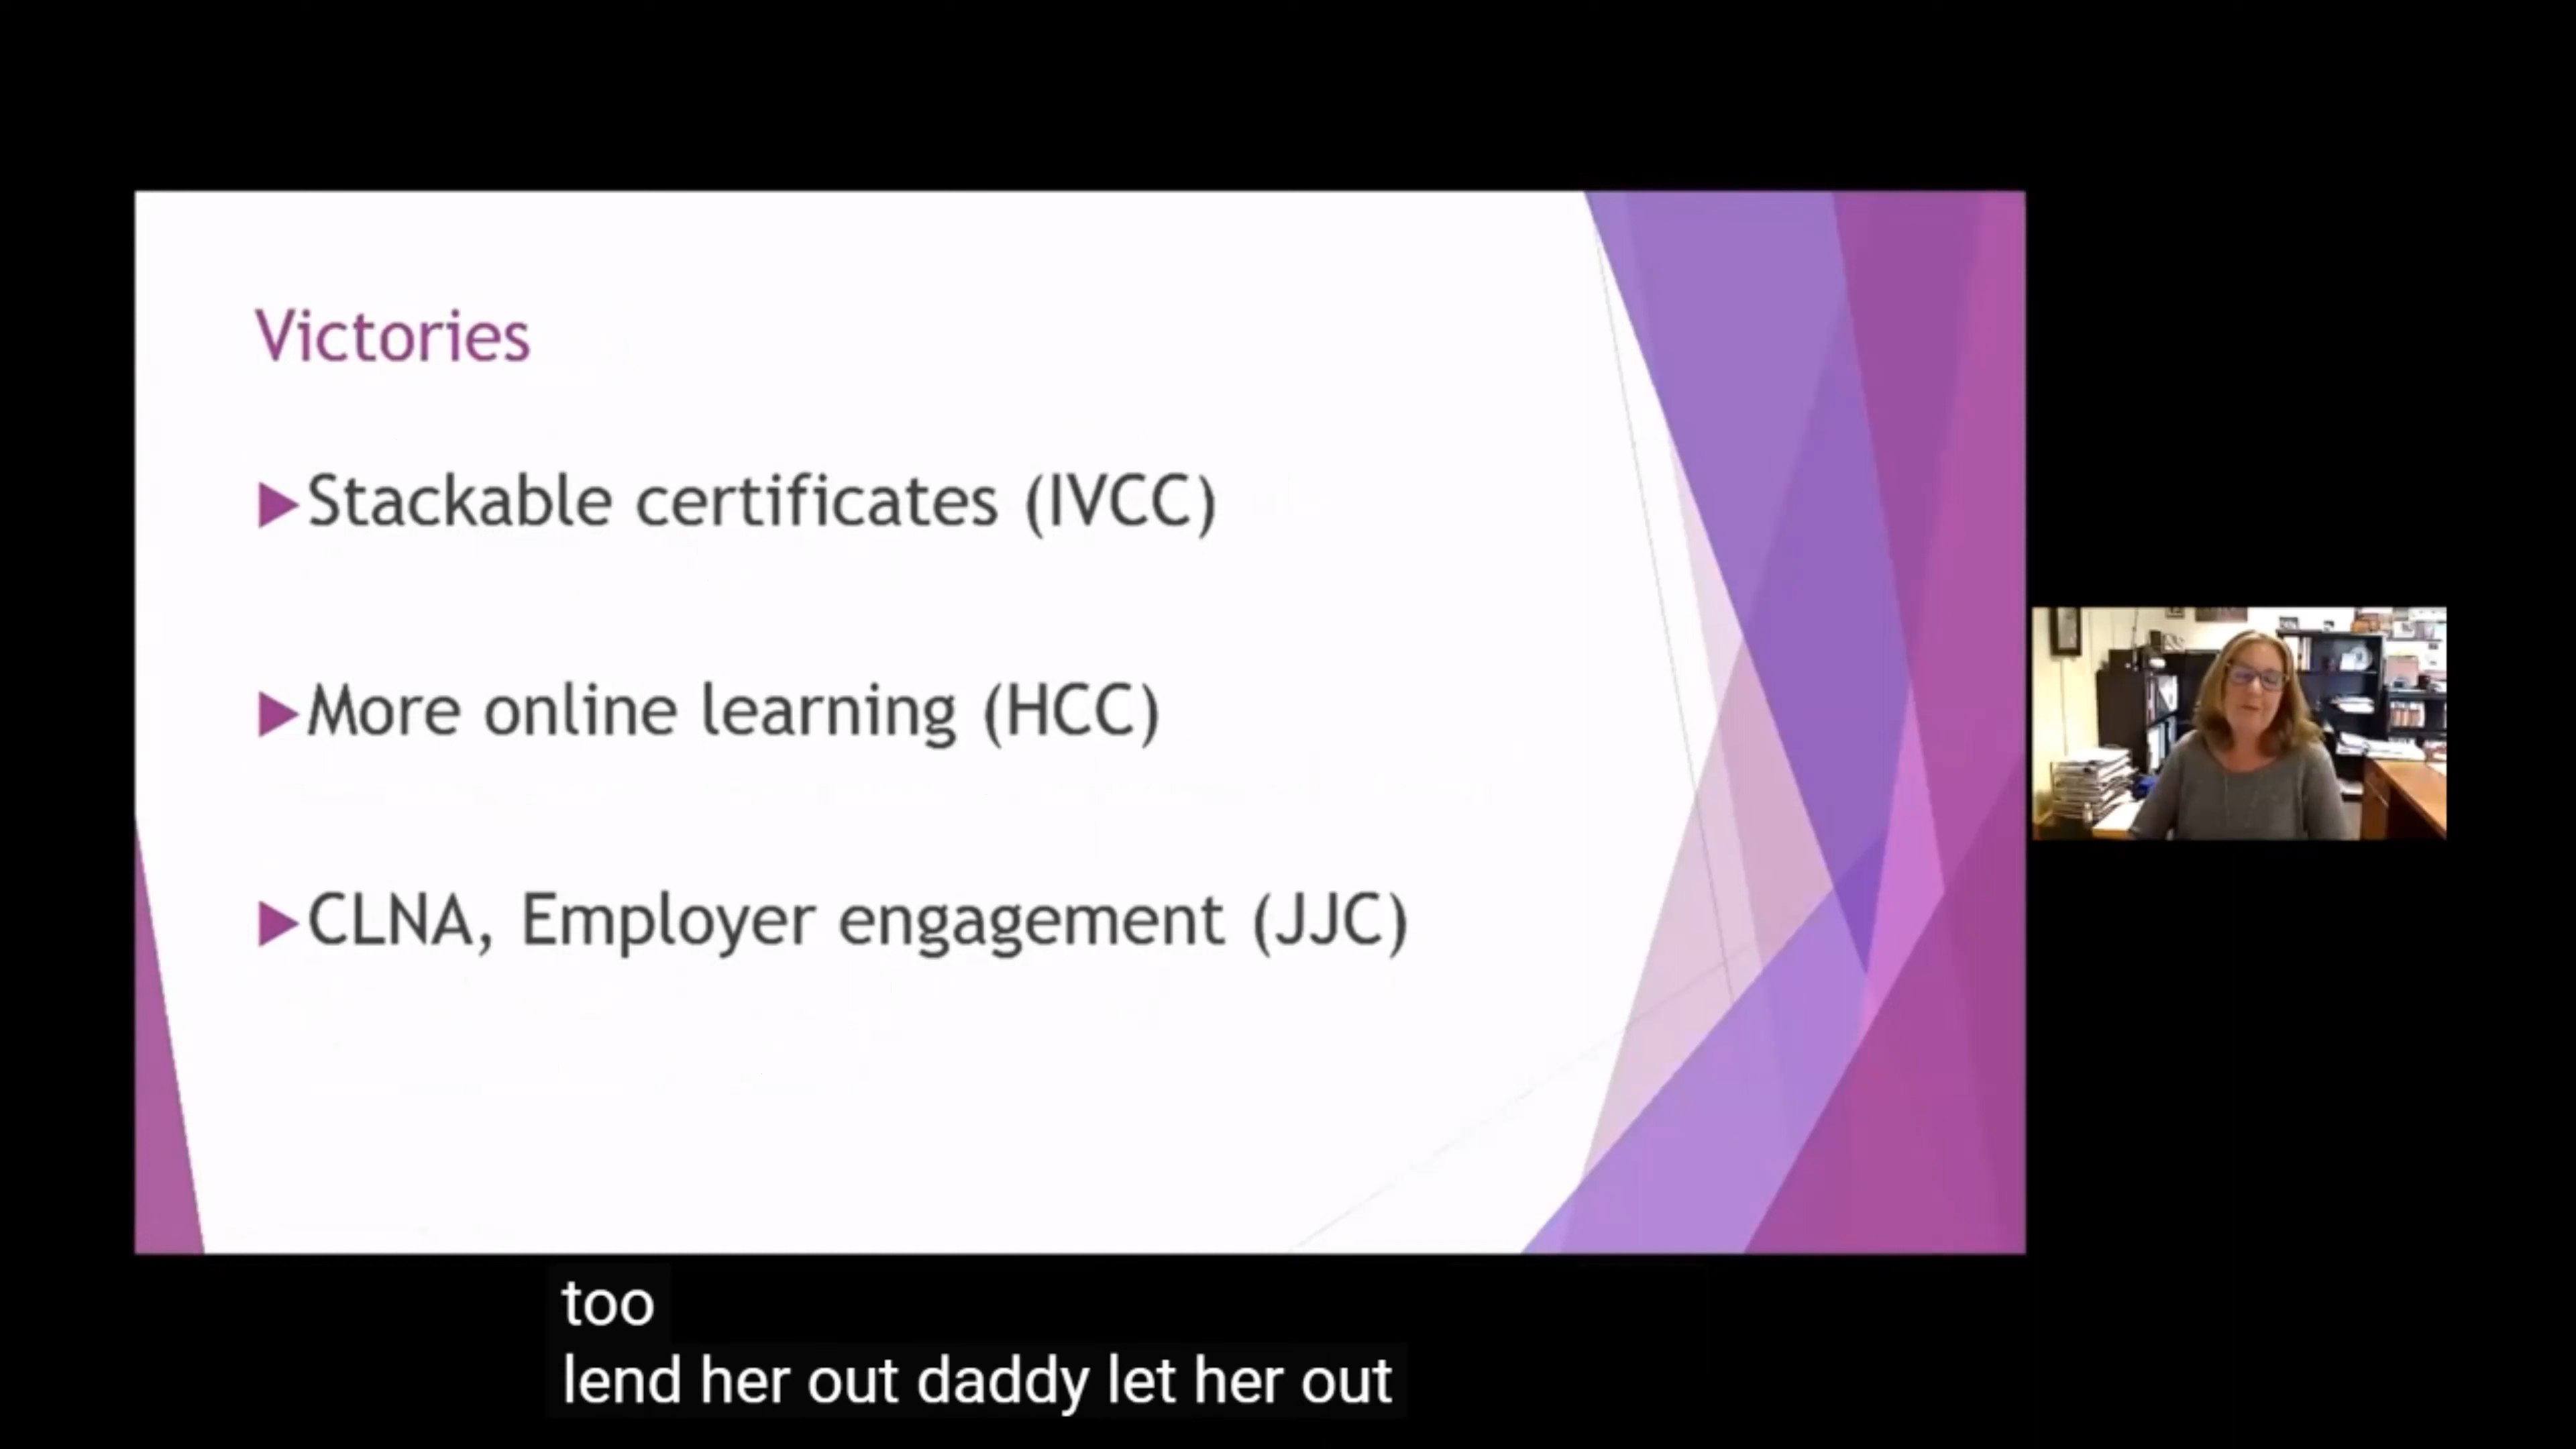 Victories
Stackable certificates (IVCC)
More online learning (HCC)
CLNA, Employer engagement (JJC)
too
lend her out daddy let her out